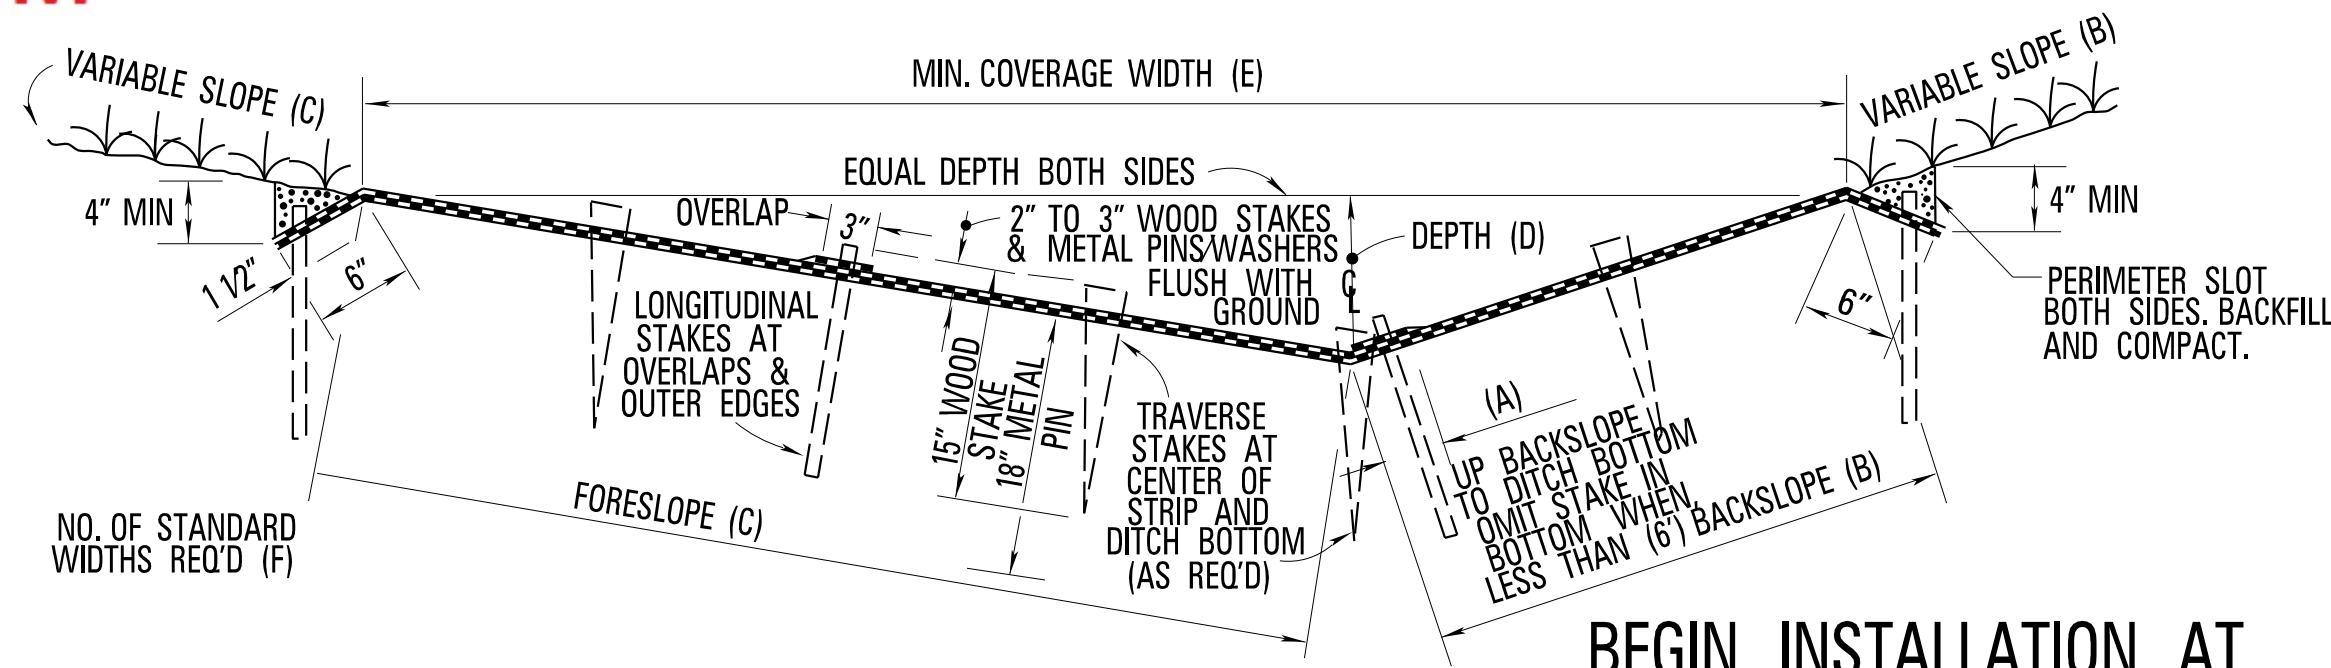 VARIABLE SLOPE (C)
MIN. COVERAGE WIDTH (E)
VARIABLE SLOPE (B)
EQUAL DEPTH BOTH SIDES
4" MIN
OVERLAP
3"
2" TO 3" WOOD STAKES
& METAL PINS/WASHERS
FLUSH WITH
GROUND
DEPTH (D)
4" MIN
1 1/2"
6"
LONGITUDINAL
STAKES AT
OVERLAPS &
OUTER EDGES
15" WOOD
STAKE
18" METAL
PIN
TRAVERSE
STAKES AT
CENTER OF
STRIP AND
DITCH BOTTOM
(AS REQ'D)
(A)
UP BACKSLOPE
TO DITCH BOTTOM
OMIT STAKE IN
BOTTOM WHEN,
LESS THAN (6') BACKSLOPE (B)
6"
PERIMETER SLOT
BOTH SIDES. BACKFILL
AND COMPACT.
FORESLOPE (C)
NO. OF STANDARD
WIDTHS REQ'D (F)
BEGIN INSTALLATION AT